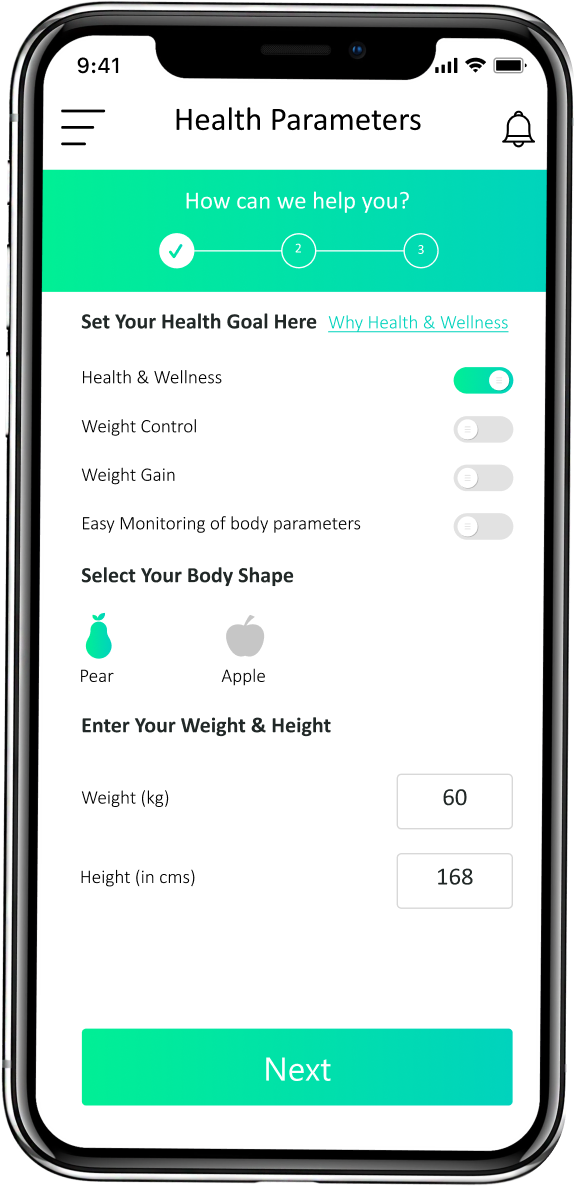 9:41
Health Parameters
How can we help you?
2 3
Set Your Health Goal Here Why Health & Wellness
Health & Wellness
Weight Control
Weight Gain
Easy Monitoring of body parameters
Select Your Body Shape
Pear Apple
Enter Your Weight & Height
Weight (kg) 60
Height (in cms) 168
Next